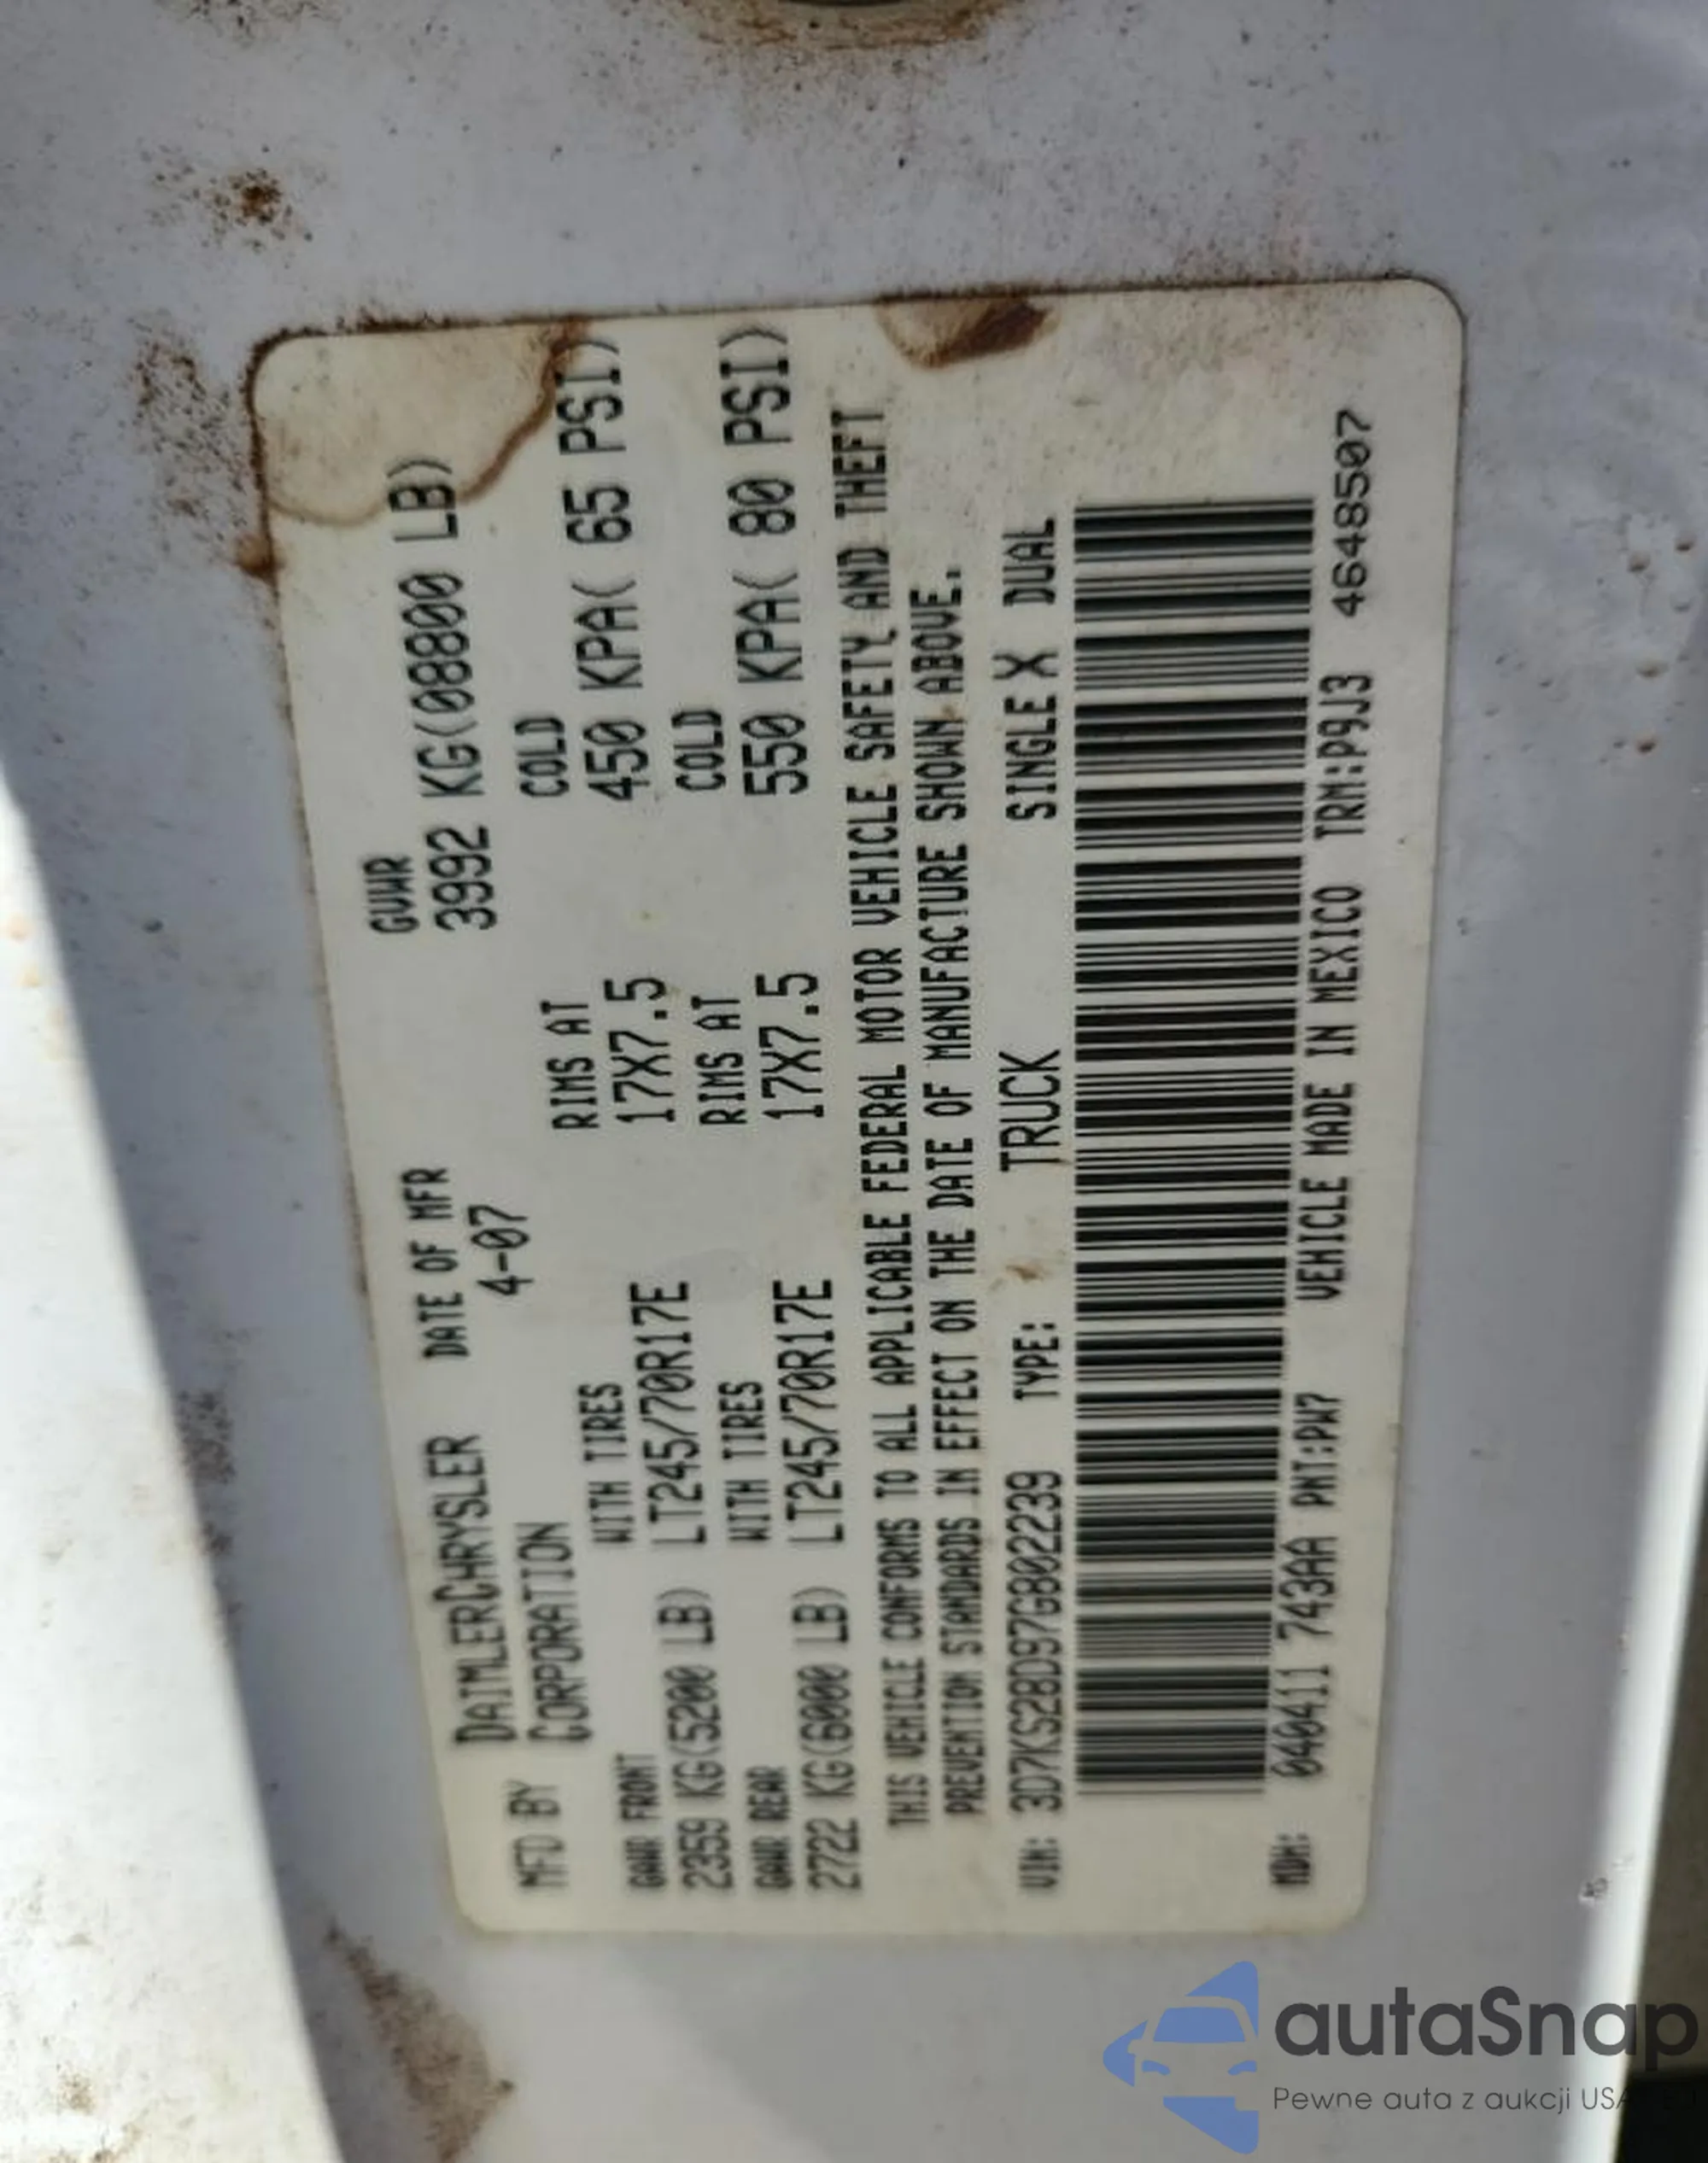 MFD BY DAIMLERCHRYSLER CORPORATION
DATE OF MFR 4-07
GVWR 3992 KG(08800 LB)
GAWR FRONT WITH TIRES RIMS AT COLD
2359 KG(5200 LB) LT245/70R17E 17X7.5 450 KPA( 65 PSI)
GAWR REAR WITH TIRES RIMS AT COLD
2722 KG(6000 LB) LT245/70R17E 17X7.5 550 KPA( 80 PSI)
THIS VEHICLE CONFORMS TO ALL APPLICABLE FEDERAL MOTOR VEHICLE SAFETY AND THEFT
PREVENTION STANDARDS IN EFFECT ON THE DATE OF MANUFACTURE SHOWN ABOVE.
VIN: 3D7KS28D97G802239 TYPE: TRUCK SINGLE X DUAL
MDH: 040411 743AA PNT:PW7 VEHICLE MADE IN MEXICO TRM:P9J3 4648507
autaSnap
Pewne auta z aukcji USA